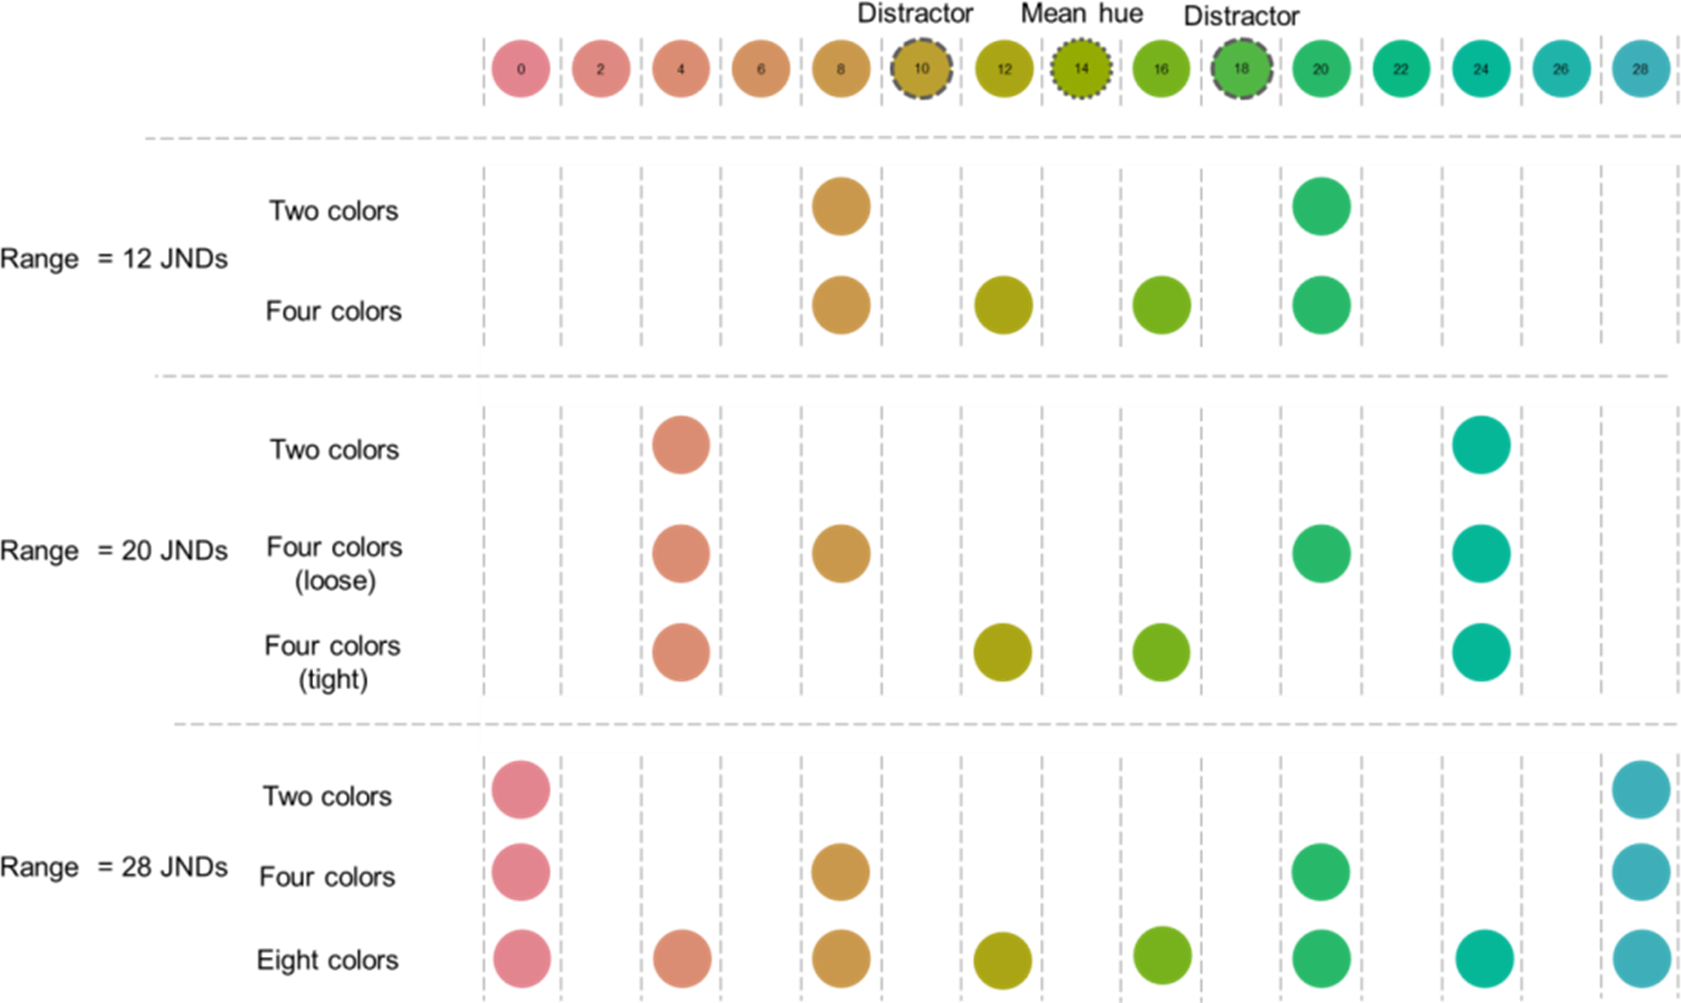 Distractor Mean hue Distractor
0 2 4 6 8 10 12 14 16 18 20 22 24 26 28
Two colors
Range = 12 JNDs
Four colors
Two colors
Range = 20 JNDs
Four colors
(loose)
Four colors
(tight)
Two colors
Range = 28 JNDs
Four colors
Eight colors